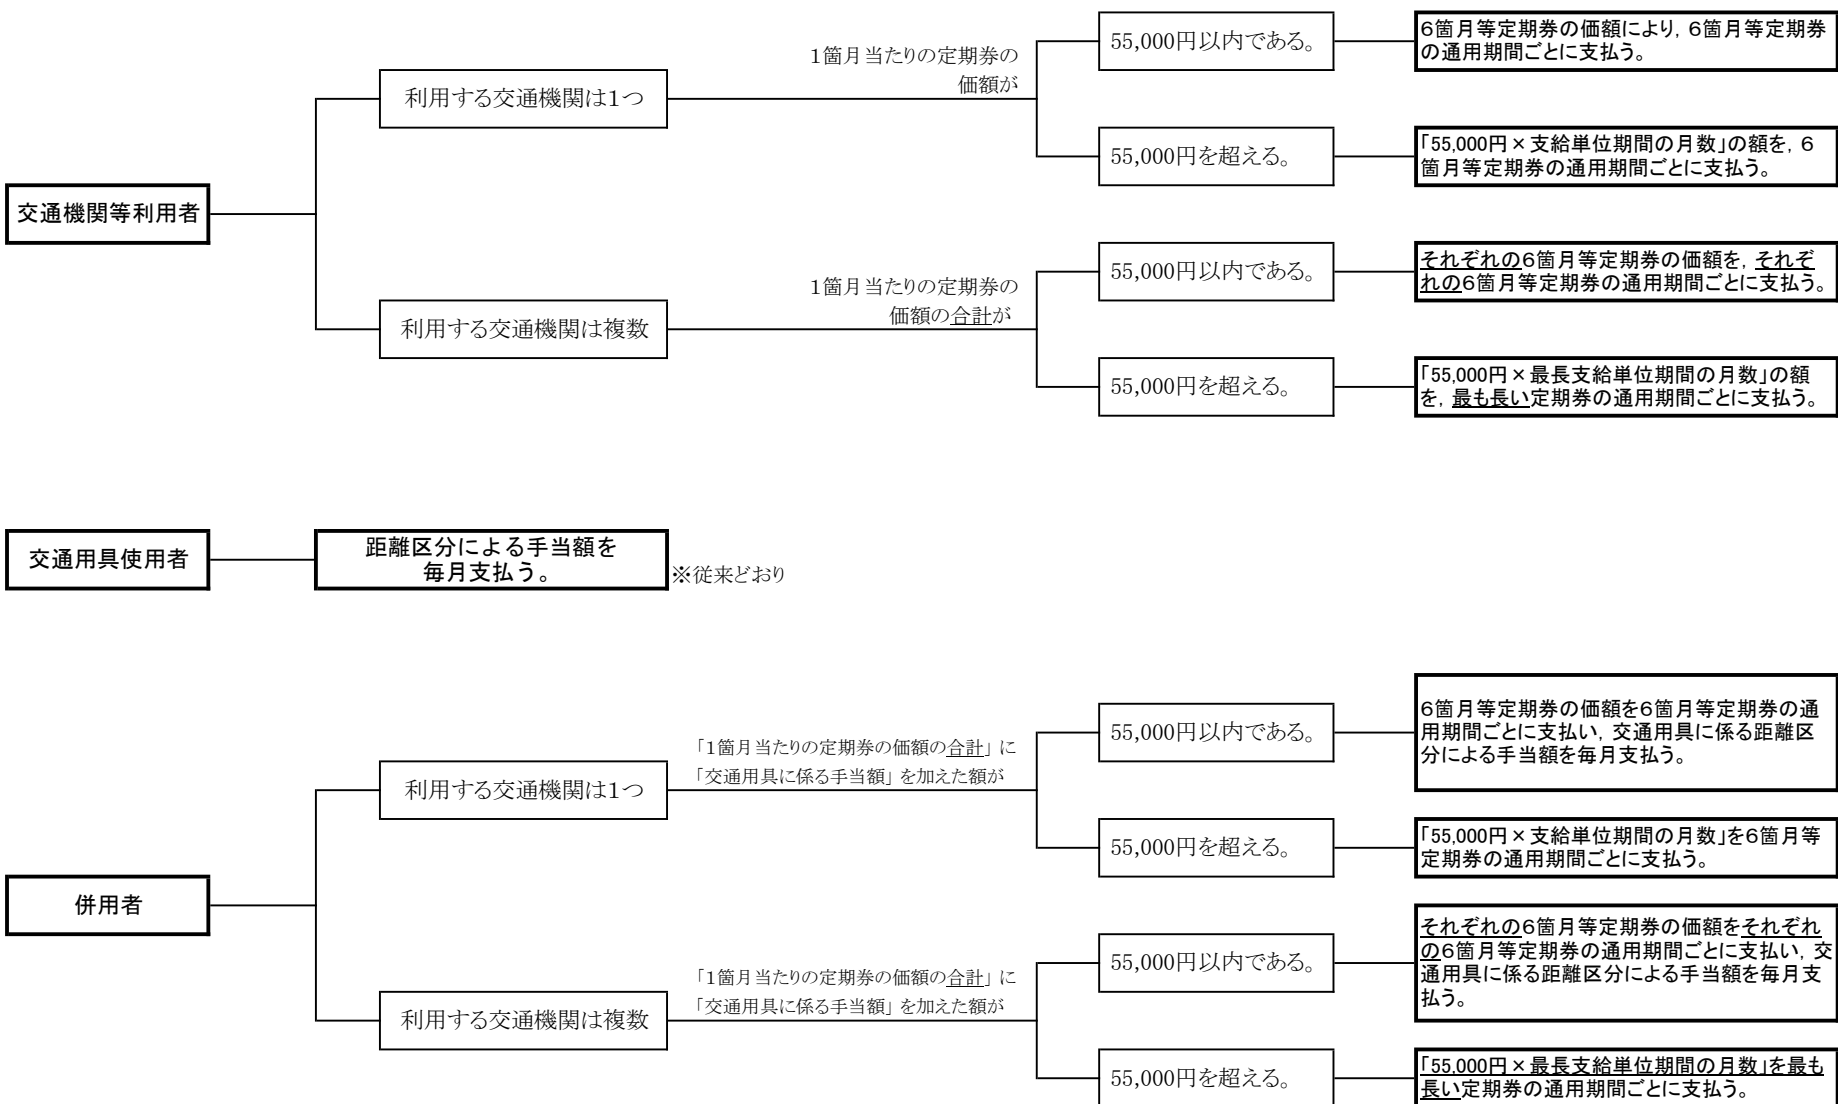 55,000円以内である。
6箇月等定期券の価額により，6箇月等定期券
の通用期間ごとに支払う。
1箇月当たりの定期券の
価額が
利用する交通機関は1つ
55,000円を超える。
「55,000円×支給単位期間の月数」の額を，６
箇月等定期券の通用期間ごとに支払う。
交通機関等利用者
55,000円以内である。
それぞれの6箇月等定期券の価額を，それぞ
れの6箇月等定期券の通用期間ごとに支払う。
1箇月当たりの定期券の
価額の合計が
利用する交通機関は複数
55,000円を超える。
「55,000円×最長支給単位期間の月数」の額
を，最も長い定期券の通用期間ごとに支払う。
交通用具使用者
距離区分による手当額を
毎月支払う。
※従来どおり
55,000円以内である。
6箇月等定期券の価額を6箇月等定期券の通
用期間ごとに支払い，交通用具に係る距離区
分による手当額を毎月支払う。
「1箇月当たりの定期券の価額の合計」に
「交通用具に係る手当額」を加えた額が
利用する交通機関は1つ
55,000円を超える。
「55,000円×支給単位期間の月数」を6箇月等
定期券の通用期間ごとに支払う。
併用者
55,000円以内である。
それぞれの6箇月等定期券の価額をそれぞれ
の6箇月等定期券の通用期間ごとに支払い，交
通用具に係る距離区分による手当額を毎月支
払う。
「1箇月当たりの定期券の価額の合計」に
「交通用具に係る手当額」を加えた額が
利用する交通機関は複数
55,000円を超える。
「55,000円×最長支給単位期間の月数」を最も
長い定期券の通用期間ごとに支払う。